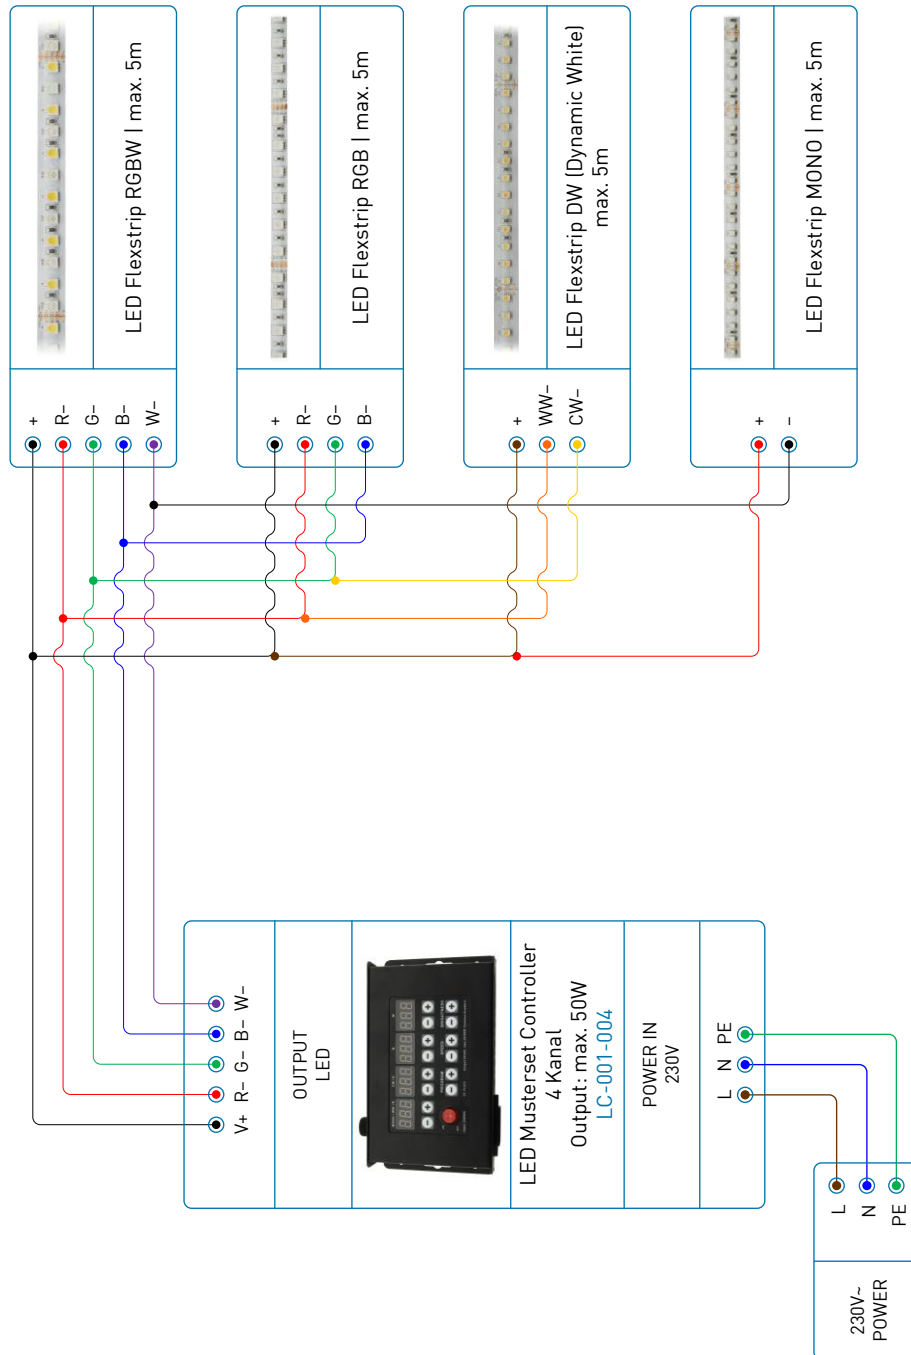 LED Flexstrip RGBW | max. 5m
+
R-
G-
B-
W-
LED Flexstrip RGB | max. 5m
+
R-
G-
B-
LED Flexstrip DW (Dynamic White)
max. 5m
+
WW-
CW-
LED Flexstrip MONO | max. 5m
+
-
V+
R-
G-
B-
W-
OUTPUT
LED
LED Musterset Controller
4 Kanal
Output: max. 50W
LC-001-004
POWER IN
230V
L
N
PE
L
N
PE
230V~
POWER